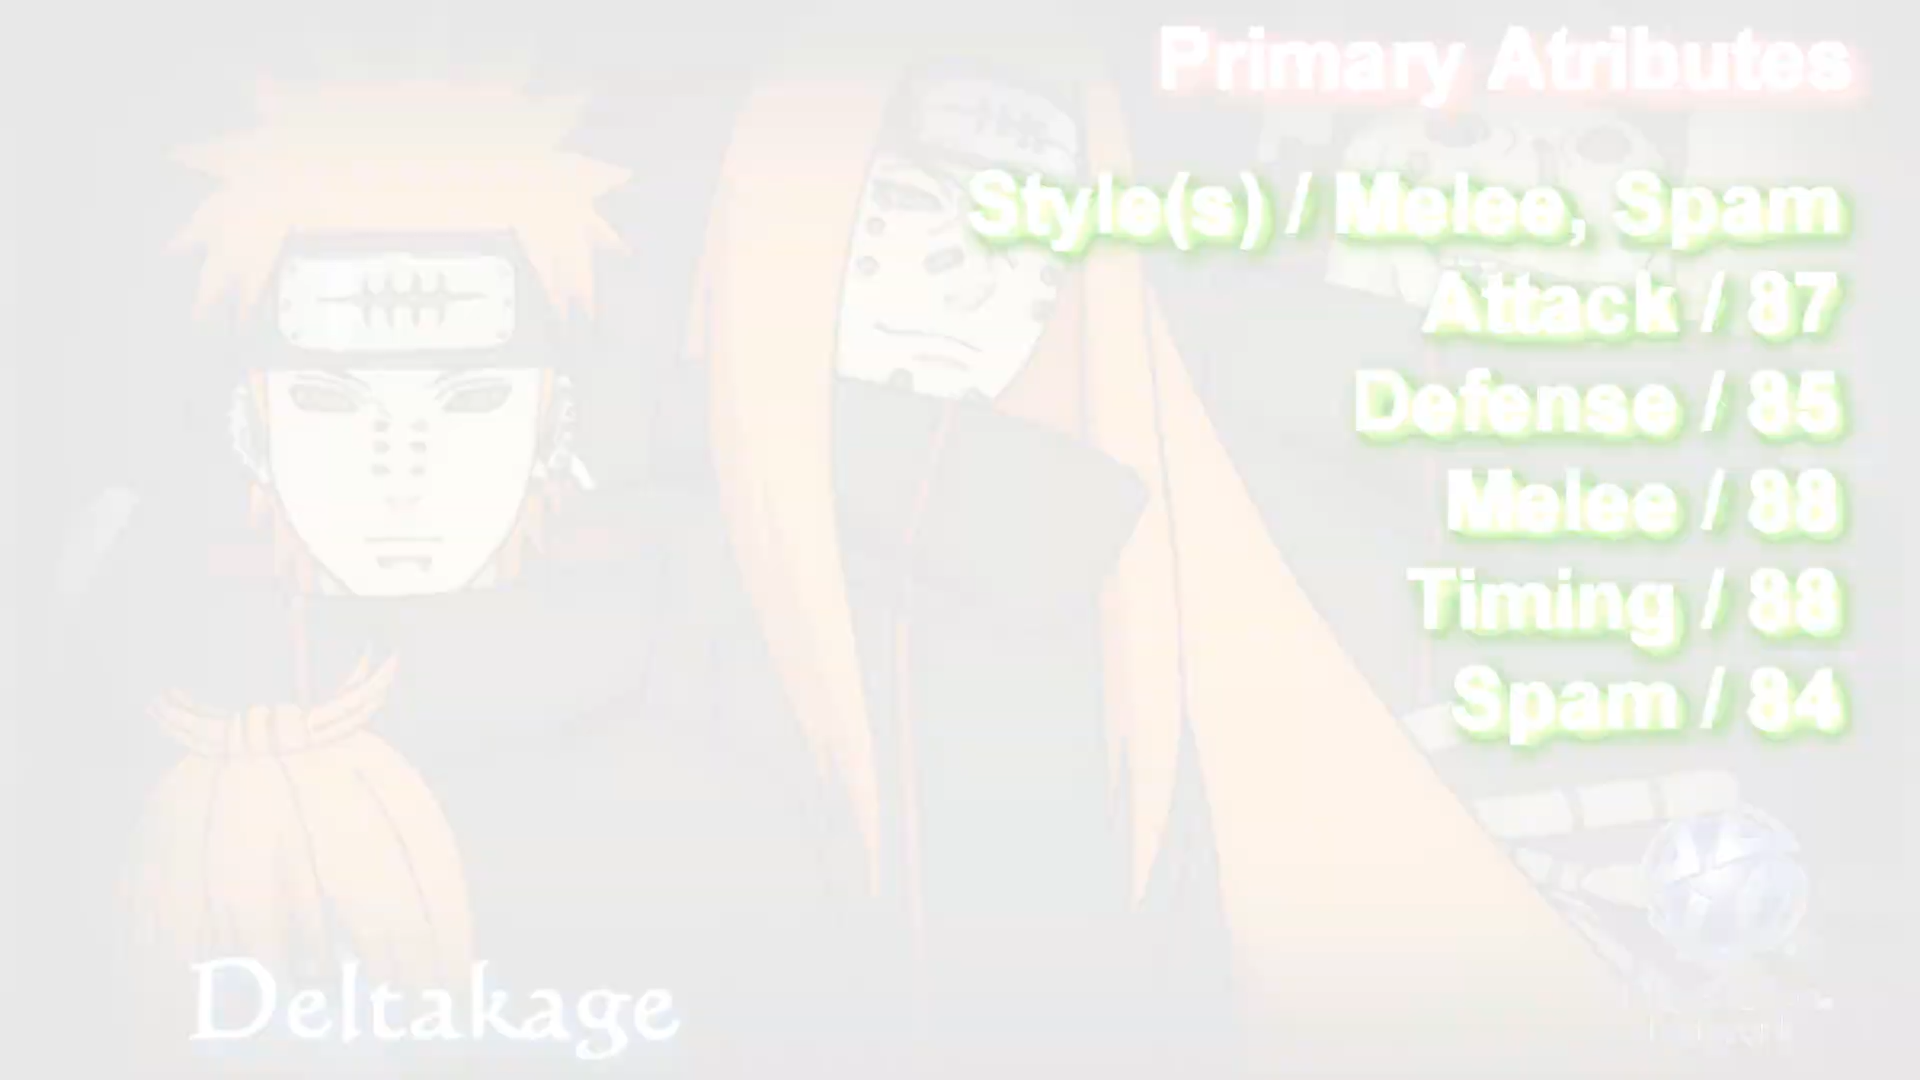 Primary Atributes
Style(s) / Melee, Spam
Attack / 87
Defense / 85
Melee / 88
Timing / 88
Spam / 84
Deltakage